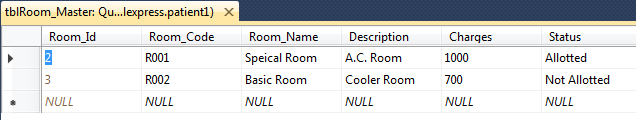 tblRoom_Master: Qu...lexpress.patient1)
Room_Id Room_Code Room_Name Description Charges Status
2 R001 Speical Room A.C. Room 1000 Allotted
3 R002 Basic Room Cooler Room 700 Not Allotted
NULL NULL NULL NULL NULL NULL